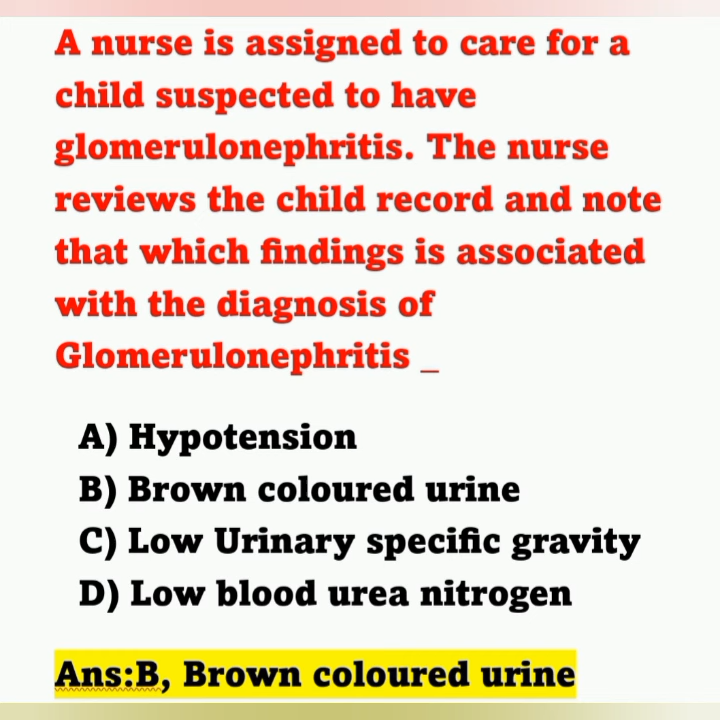 A nurse is assigned to care for a
child suspected to have
glomerulonephritis. The nurse
reviews the child record and note
that which findings is associated
with the diagnosis of
Glomerulonephritis _
A) Hypotension
B) Brown coloured urine
C) Low Urinary specific gravity
D) Low blood urea nitrogen
Ans:B, Brown coloured urine